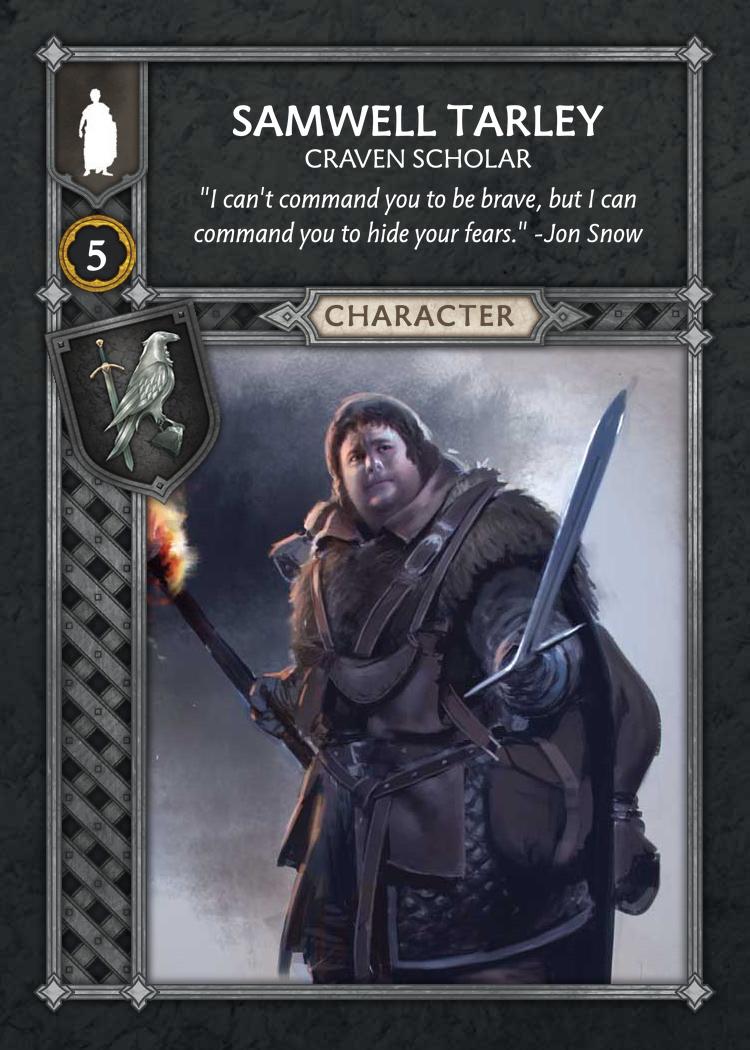 SAMWELL TARLEY
CRAVEN SCHOLAR
"I can't command you to be brave, but I can
command you to hide your fears." -Jon Snow
5
CHARACTER